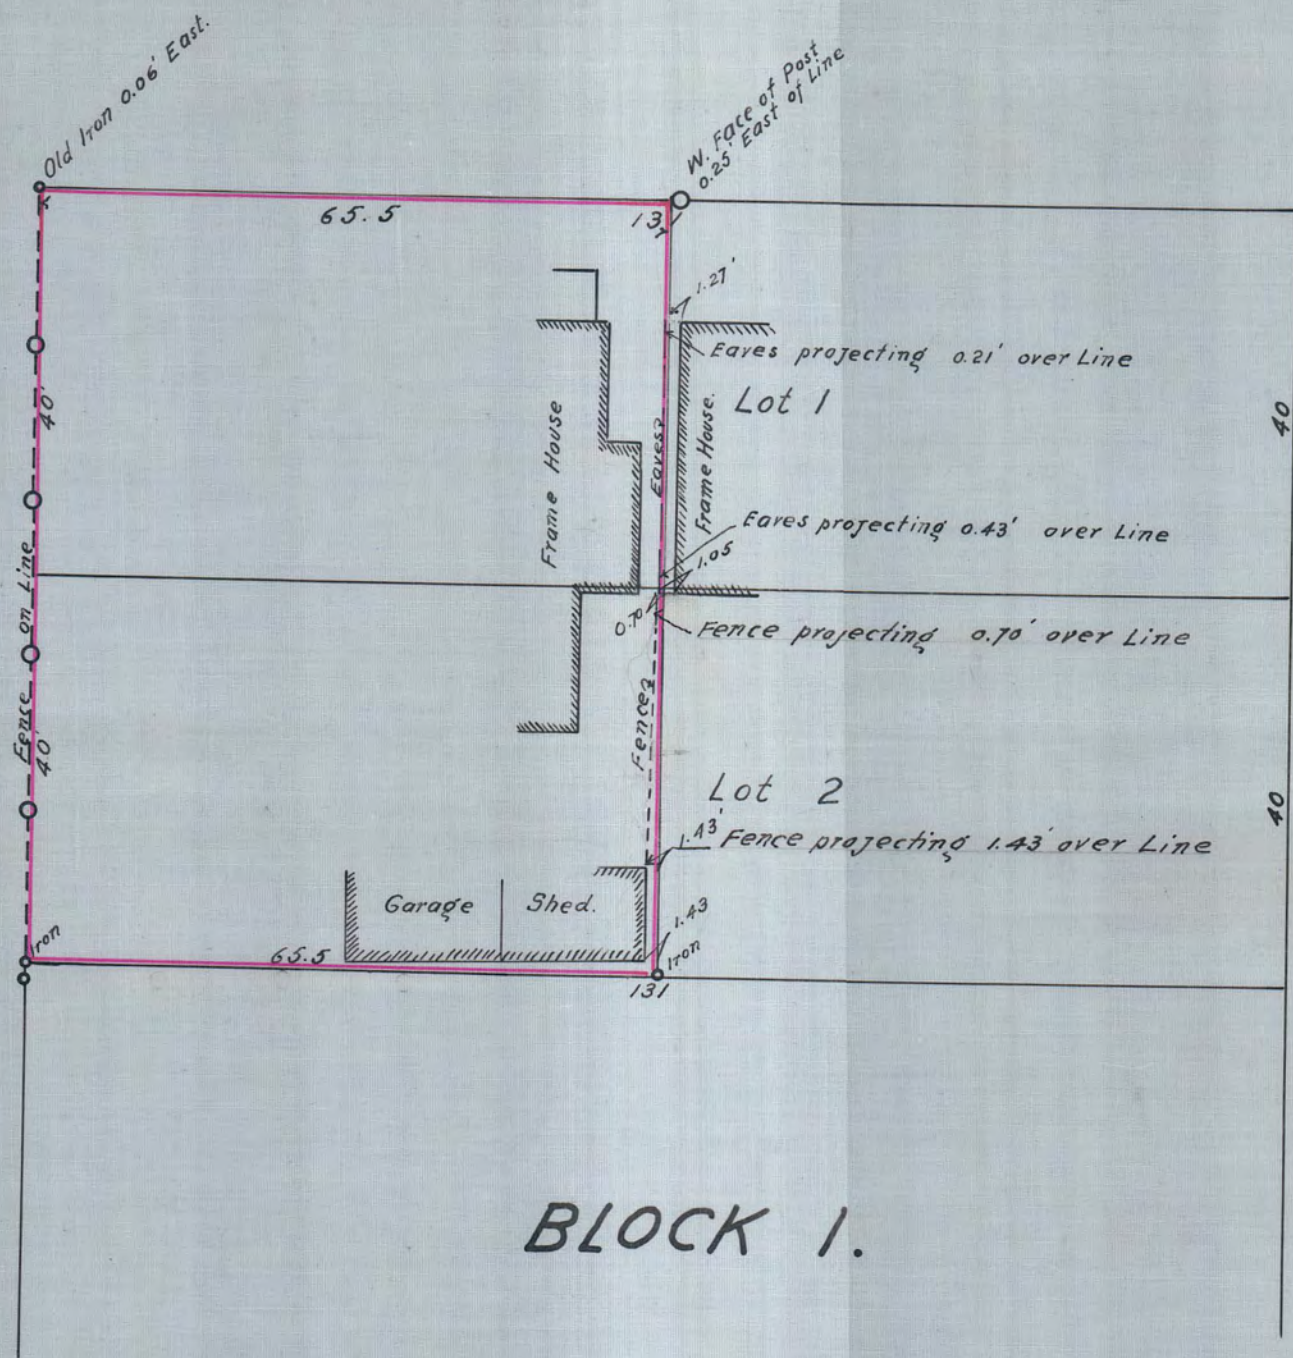 Old Iron 0.06' East.
W. Face of Post
0.25' East of Line
65.5
131
1.27'
Eaves projecting 0.21' over Line
Lot 1
40'
40
Frame House
Eaves
Frame House.
Eaves projecting 0.43' over Line
1.05
0.70
Fence projecting 0.70' over Line
Fense on Line
Fence
40'
Lot 2
40
1.43'
Fence projecting 1.43' over Line
Garage
Shed.
1.43
Iron
65.5
Iron
131
BLOCK 1.